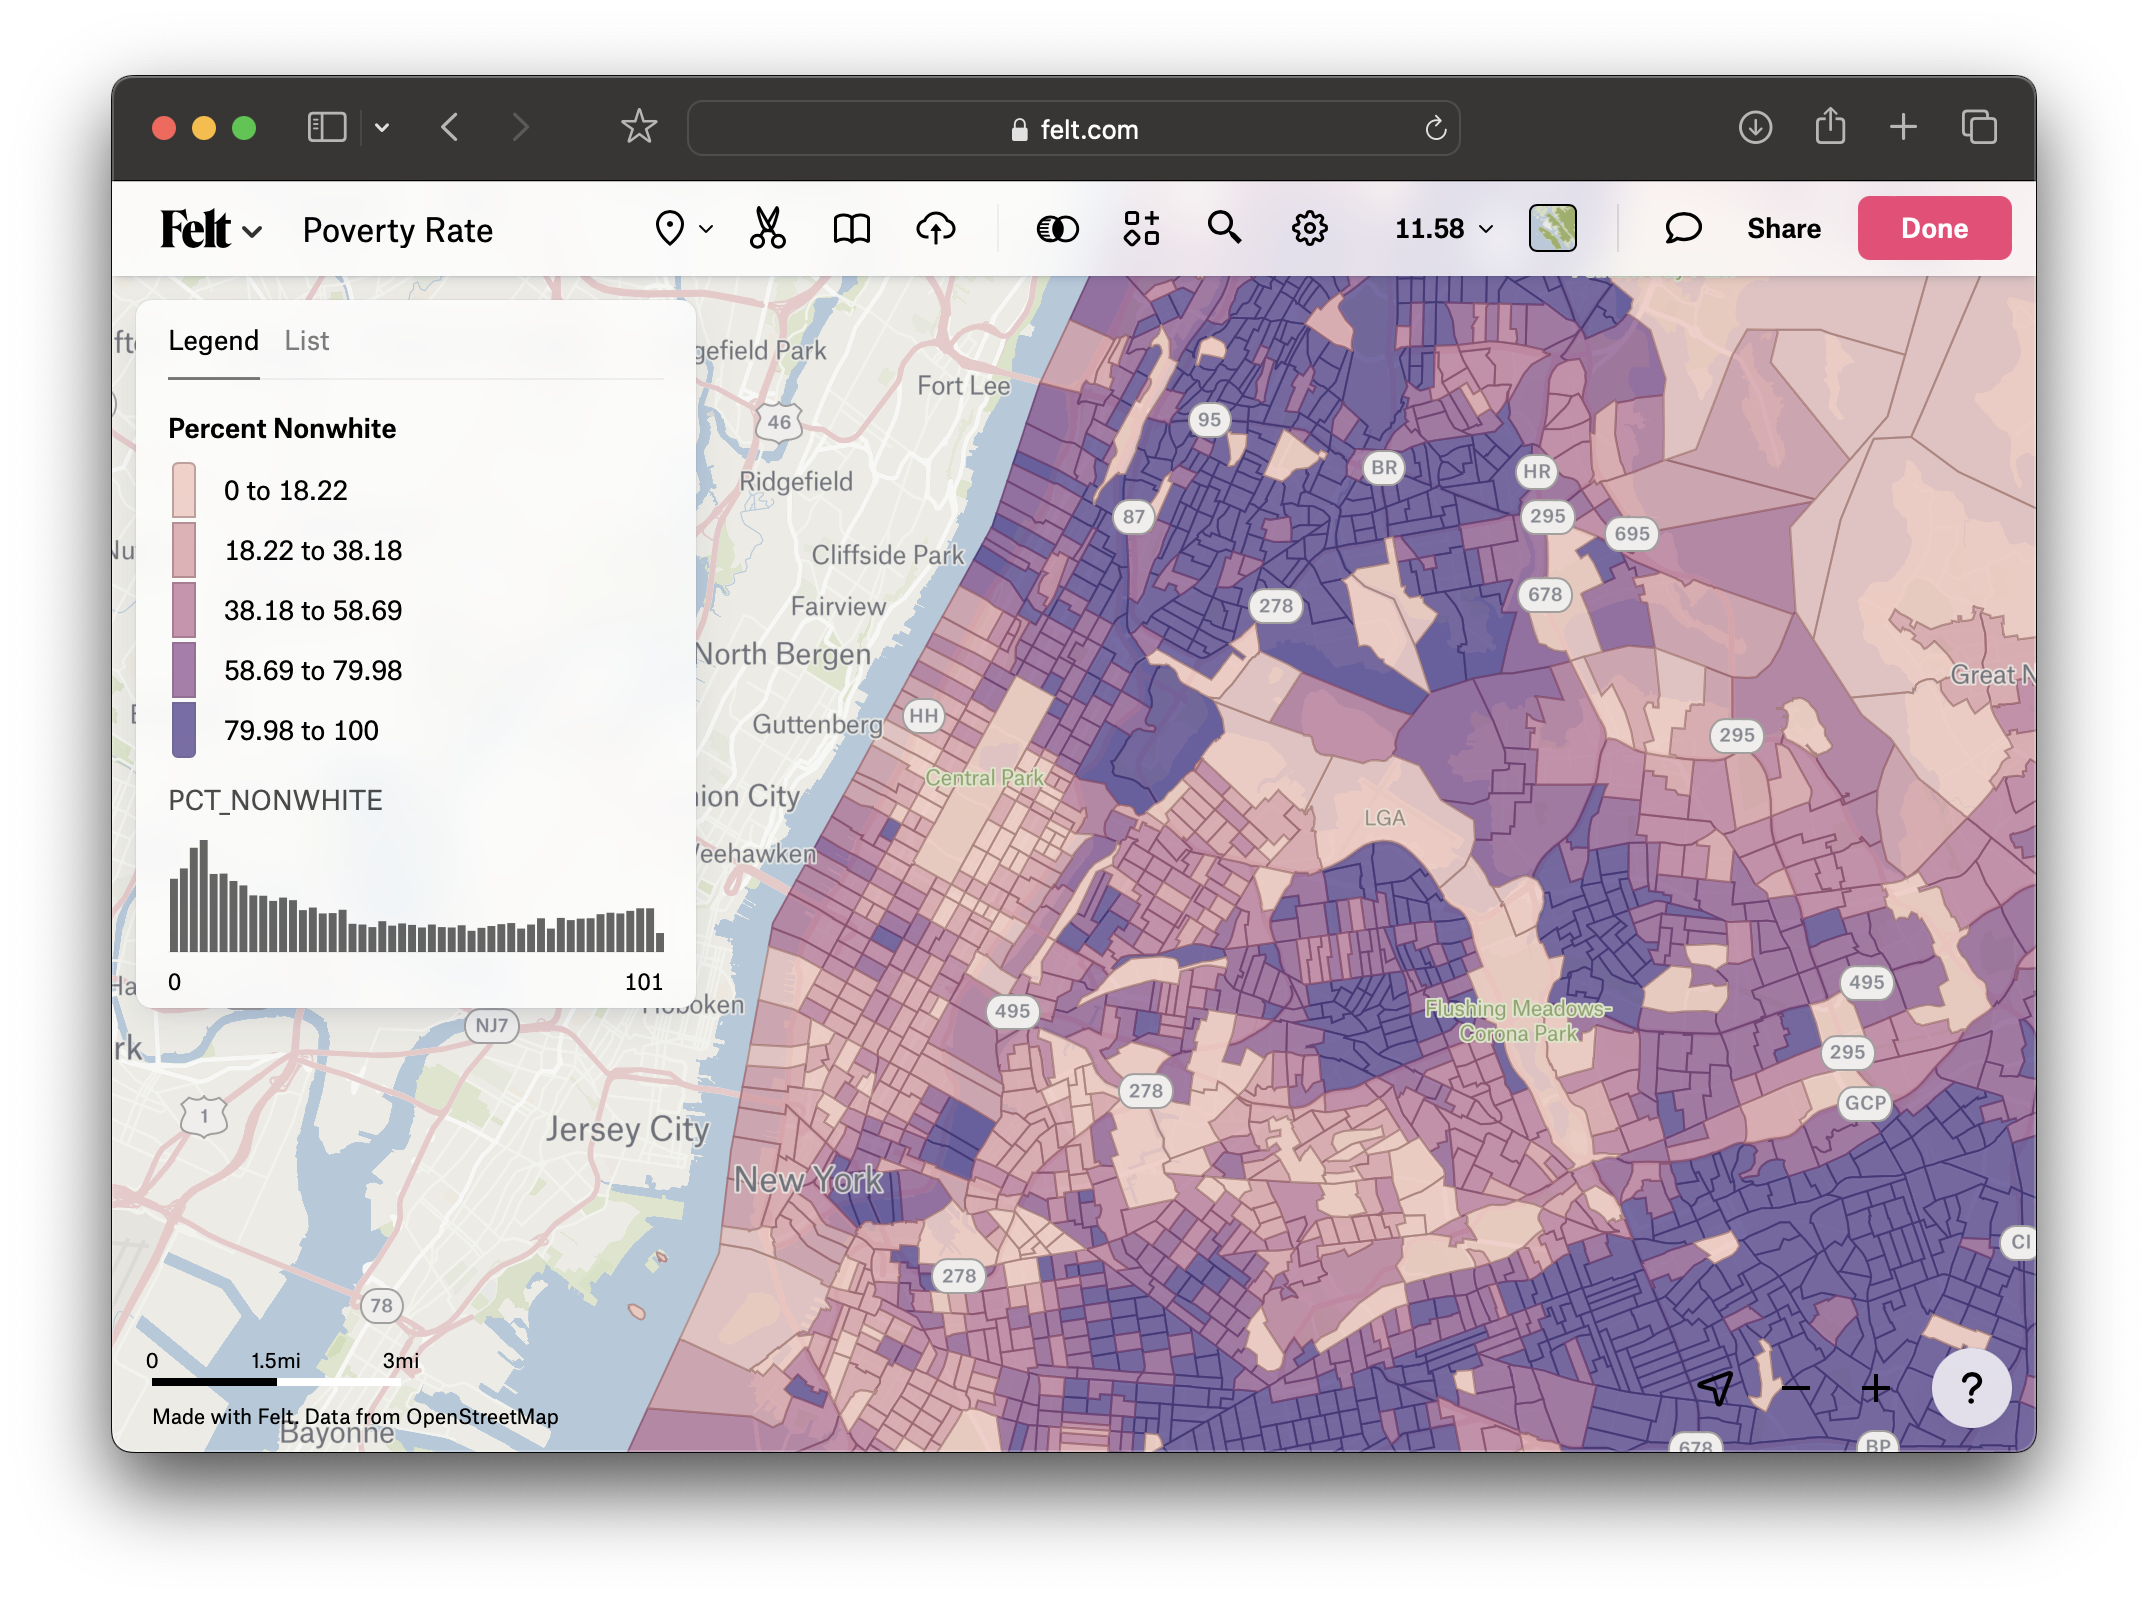 felt.com
Felt
Poverty Rate
11.58
Share
Done
Legend
List
Percent Nonwhite
0 to 18.22
18.22 to 38.18
38.18 to 58.69
58.69 to 79.98
79.98 to 100
PCT_NONWHITE
0
101
gefield Park
Fort Lee
46
95
Ridgefield
BR
HR
87
295
695
Cliffside Park
Fairview
278
678
North Bergen
Great N
HH
Guttenberg
295
Central Park
nion City
LGA
Veehawken
495
Hoboken
495
Flushing Meadows-
Corona Park
NJ7
rk
295
278
GCP
1
Jersey City
New York
CI
278
78
0
1.5mi
3mi
?
Made with Felt. Data from OpenStreetMap
Bayonne
678
BP